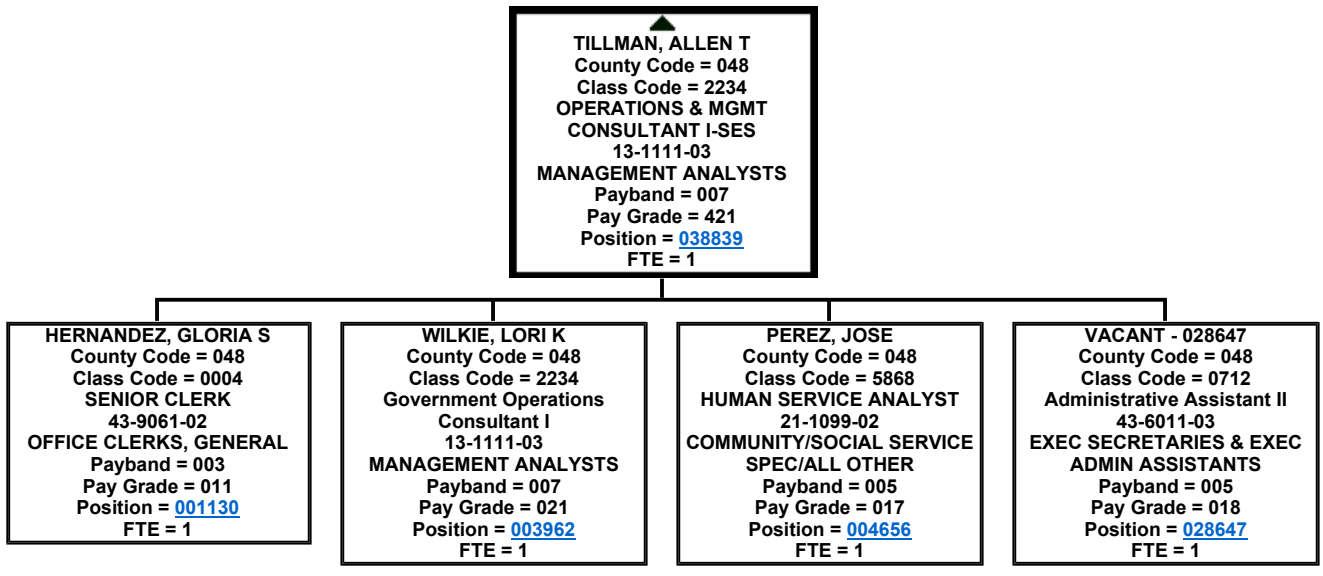 TILLMAN, ALLEN T
County Code = 048
Class Code = 2234
OPERATIONS & MGMT
CONSULTANT I-SES
13-1111-03
MANAGEMENT ANALYSTS
Payband = 007
Pay Grade = 421
Position = 038839
FTE = 1
HERNANDEZ, GLORIA S
County Code = 048
Class Code = 0004
SENIOR CLERK
43-9061-02
OFFICE CLERKS, GENERAL
Payband = 003
Pay Grade = 011
Position = 001130
FTE = 1
WILKIE, LORI K
County Code = 048
Class Code = 2234
Government Operations
Consultant I
13-1111-03
MANAGEMENT ANALYSTS
Payband = 007
Pay Grade = 021
Position = 003962
FTE = 1
PEREZ, JOSE
County Code = 048
Class Code = 5868
HUMAN SERVICE ANALYST
21-1099-02
COMMUNITY/SOCIAL SERVICE
SPEC/ALL OTHER
Payband = 005
Pay Grade = 017
Position = 004656
FTE = 1
VACANT - 028647
County Code = 048
Class Code = 0712
Administrative Assistant II
43-6011-03
EXEC SECRETARIES & EXEC
ADMIN ASSISTANTS
Payband = 005
Pay Grade = 018
Position = 028647
FTE = 1